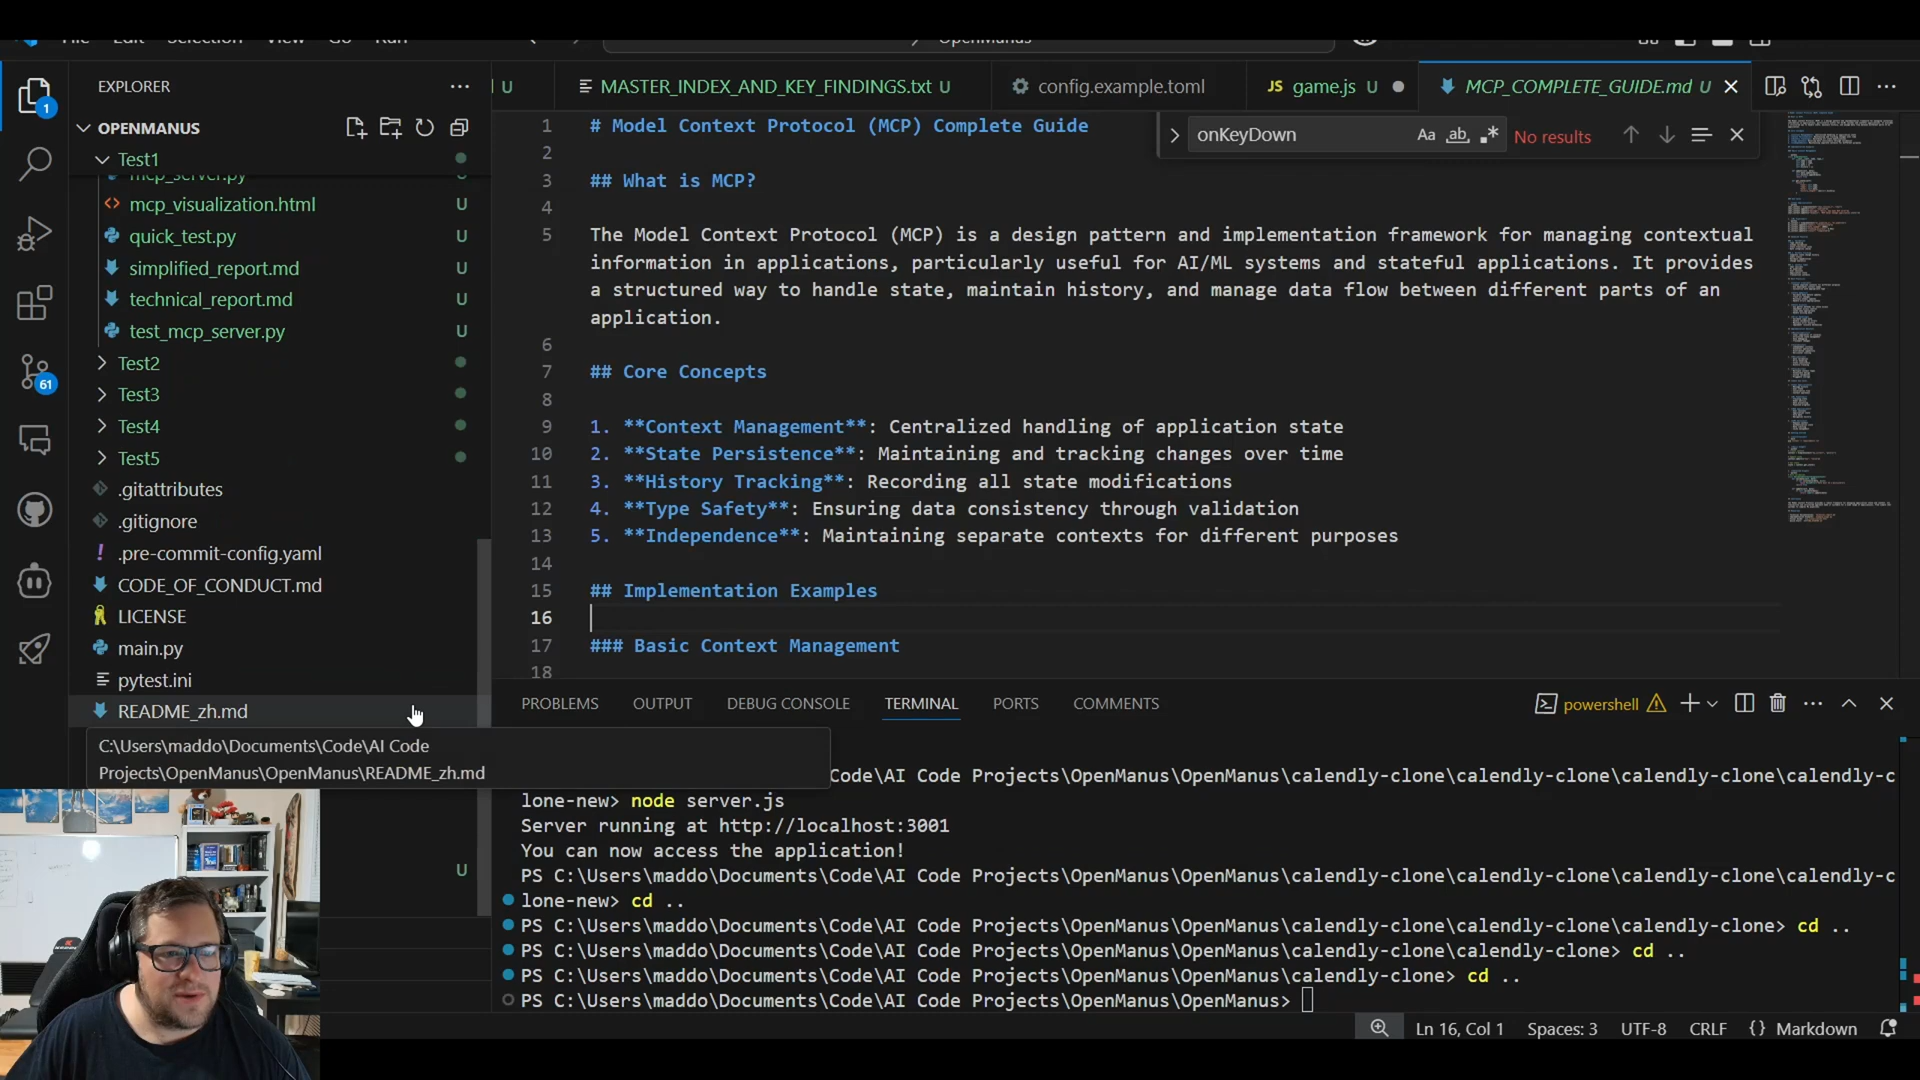 File Edit Selection View Go Run
OpenManus
EXPLORER
1
OPENMANUS
Test1
mcp_server.py
mcp_visualization.html U
quick_test.py U
simplified_report.md U
technical_report.md U
test_mcp_server.py U
Test2
Test3
Test4
Test5
.gitattributes
.gitignore
.pre-commit-config.yaml
CODE_OF_CONDUCT.md
LICENSE
main.py
pytest.ini
README_zh.md
C:\Users\maddo\Documents\Code\AI Code
Projects\OpenManus\OpenManus\README_zh.md
U
61
U MASTER_INDEX_AND_KEY_FINDINGS.txt U config.example.toml JS game.js U MCP_COMPLETE_GUIDE.md U
onKeyDown Aa ab .* No results
1 # Model Context Protocol (MCP) Complete Guide
2
3 ## What is MCP?
4
5 The Model Context Protocol (MCP) is a design pattern and implementation framework for managing contextual
information in applications, particularly useful for AI/ML systems and stateful applications. It provides
a structured way to handle state, maintain history, and manage data flow between different parts of an
application.
6
7 ## Core Concepts
8
9 1. **Context Management**: Centralized handling of application state
10 2. **State Persistence**: Maintaining and tracking changes over time
11 3. **History Tracking**: Recording all state modifications
12 4. **Type Safety**: Ensuring data consistency through validation
13 5. **Independence**: Maintaining separate contexts for different purposes
14
15 ## Implementation Examples
16
17 ### Basic Context Management
18
PROBLEMS OUTPUT DEBUG CONSOLE TERMINAL PORTS COMMENTS powershell
Code\AI Code Projects\OpenManus\OpenManus\calendly-clone\calendly-clone\calendly-c
lone-new> node server.js
Server running at http://localhost:3001
You can now access the application!
PS C:\Users\maddo\Documents\Code\AI Code Projects\OpenManus\OpenManus\calendly-clone\calendly-clone\calendly-c
lone-new> cd ..
PS C:\Users\maddo\Documents\Code\AI Code Projects\OpenManus\OpenManus\calendly-clone\calendly-clone> cd ..
PS C:\Users\maddo\Documents\Code\AI Code Projects\OpenManus\OpenManus\calendly-clone\calendly-clone> cd ..
PS C:\Users\maddo\Documents\Code\AI Code Projects\OpenManus\OpenManus\calendly-clone> cd ..
PS C:\Users\maddo\Documents\Code\AI Code Projects\OpenManus\OpenManus>
Ln 16, Col 1 Spaces: 3 UTF-8 CRLF {} Markdown